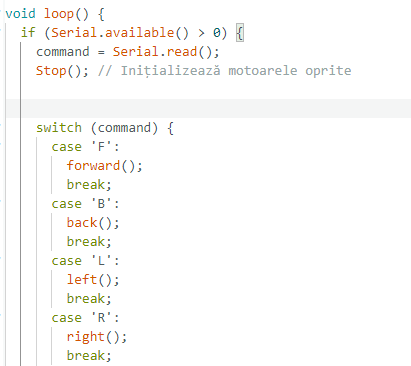 void loop() {
if (Serial.available() > 0) {
command = Serial.read();
Stop(); // Inițializează motoarele oprite
switch (command) {
case 'F':
forward();
break;
case 'B':
back();
break;
case 'L':
left();
break;
case 'R':
right();
break;